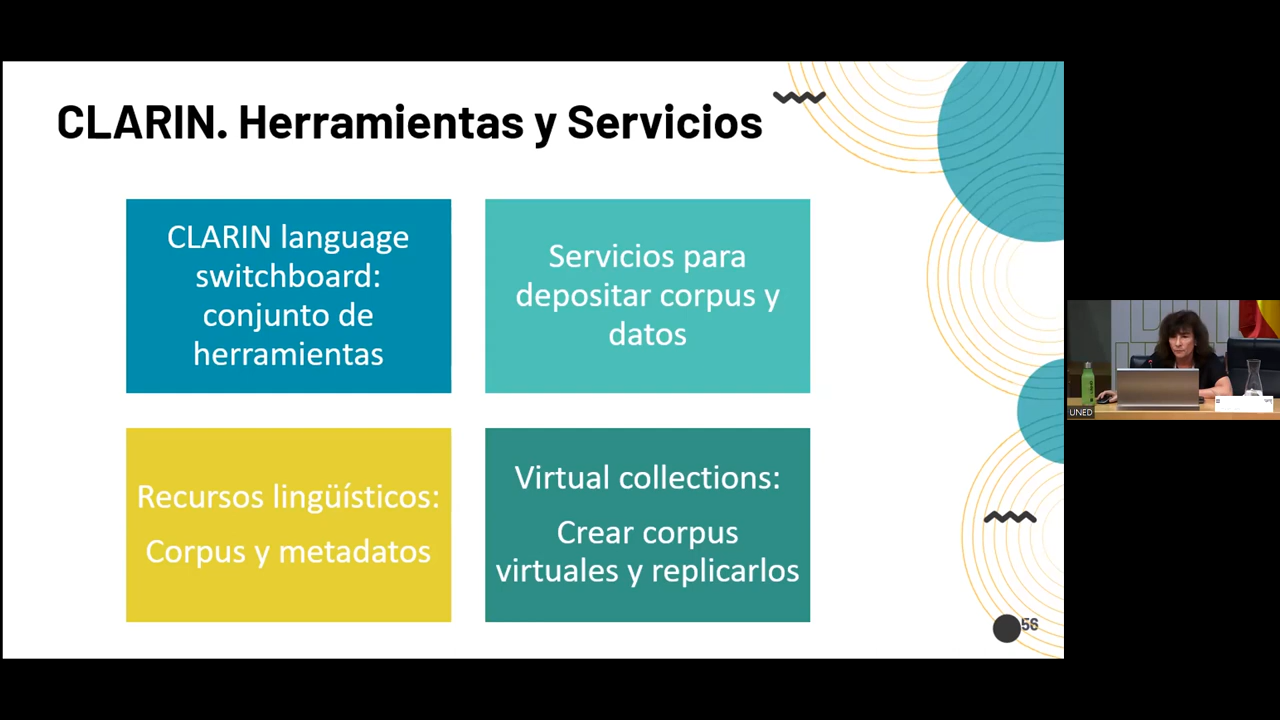 CLARIN. Herramientas y Servicios
CLARIN language
switchboard:
conjunto de
herramientas
Servicios para
depositar corpus y
datos
Recursos lingüísticos:
Corpus y metadatos
Virtual collections:
Crear corpus
virtuales y replicarlos
56
UNED